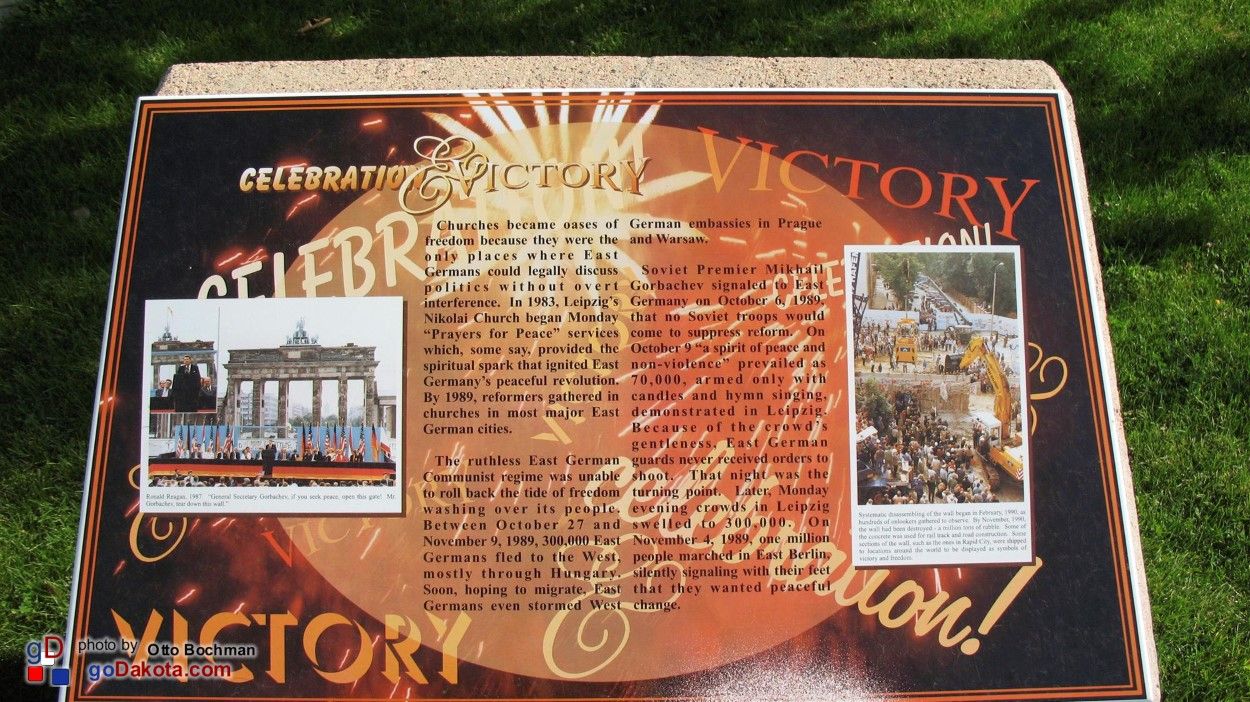 CELEBRATION & VICTORY
VICTORY
CELEBR
CELEBRATION!
Churches became oases of
freedom because they were the
only places where East
Germans could legally discuss
politics without overt
interference. In 1983, Leipzig's
Nikolai Church began Monday
“Prayers for Peace” services
which, some say, provided the
spiritual spark that ignited East
Germany's peaceful revolution.
By 1989, reformers gathered in
churches in most major East
German cities.
The ruthless East German
Communist regime was unable
to roll back the tide of freedom
washing over its people.
Between October 27 and
November 9, 1989, 300,000 East
Germans fled to the West,
mostly through Hungary.
Soon, hoping to migrate, East
Germans even stormed West
German embassies in Prague
and Warsaw.
Soviet Premier Mikhail
Gorbachev signaled to East
Germany on October 6, 1989,
that no Soviet troops would
come to suppress reform. On
October 9 “a spirit of peace and
non-violence” prevailed as
70,000, armed only with
candles and hymn singing,
demonstrated in Leipzig.
Because of the crowd's
gentleness, East German
guards never received orders to
shoot. That night was the
turning point. Later, Monday
evening crowds in Leipzig
swelled to 300,000. On
November 4, 1989, one million
people marched in East Berlin,
silently signaling with their feet
that they wanted peaceful
change.
Ronald Reagan, 1987 “General Secretary Gorbachev, if you seek peace, open this gate! Mr.
Gorbachev, tear down this wall.”
Systematic disassembling of the wall began in February, 1990, as
hundreds of onlookers gathered to observe. By November, 1990,
the wall had been destroyed - a million tons of rubble. Some of
the concrete was used for rail track and road construction. Some
sections of the wall, such as the ones in Rapid City, were shipped
to locations around the world to be displayed as symbols of
victory and freedom.
Celebration!
VICTORY
gD photo by Otto Bochman
goDakota.com